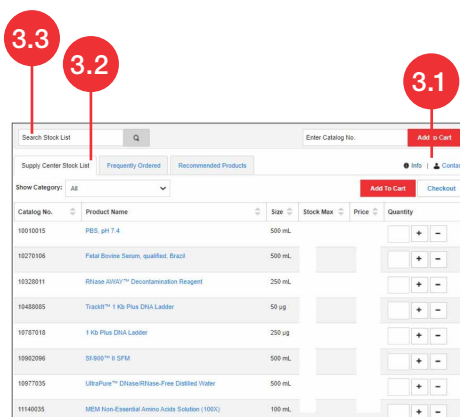 3.3
3.2
3.1
Search Stock List Enter Catalog No. Add to Cart
Supply Center Stock List Frequently Ordered Recommended Products Info |
Show Category: All Add To Cart Checkout
Catalog No. Product Name Size Stock Max Price Quantity
10010015 PBS, pH 7.4 500 mL + -
10270106 Fetal Bovine Serum, qualified, Brazil 500 mL + -
10328011 RNase AWAY™ Decontamination Reagent 250 mL + -
10488085 TrackIt™ 1 Kb Plus DNA Ladder 50 µg + -
10787018 1 Kb Plus DNA Ladder 250 µg + -
10902096 Sf-900™ II SFM 500 mL + -
10977035 UltraPure™ DNase/RNase-Free Distilled Water 500 mL + -
11140035 MEM Non-Essential Amino Acids Solution (100X) 100 mL + -